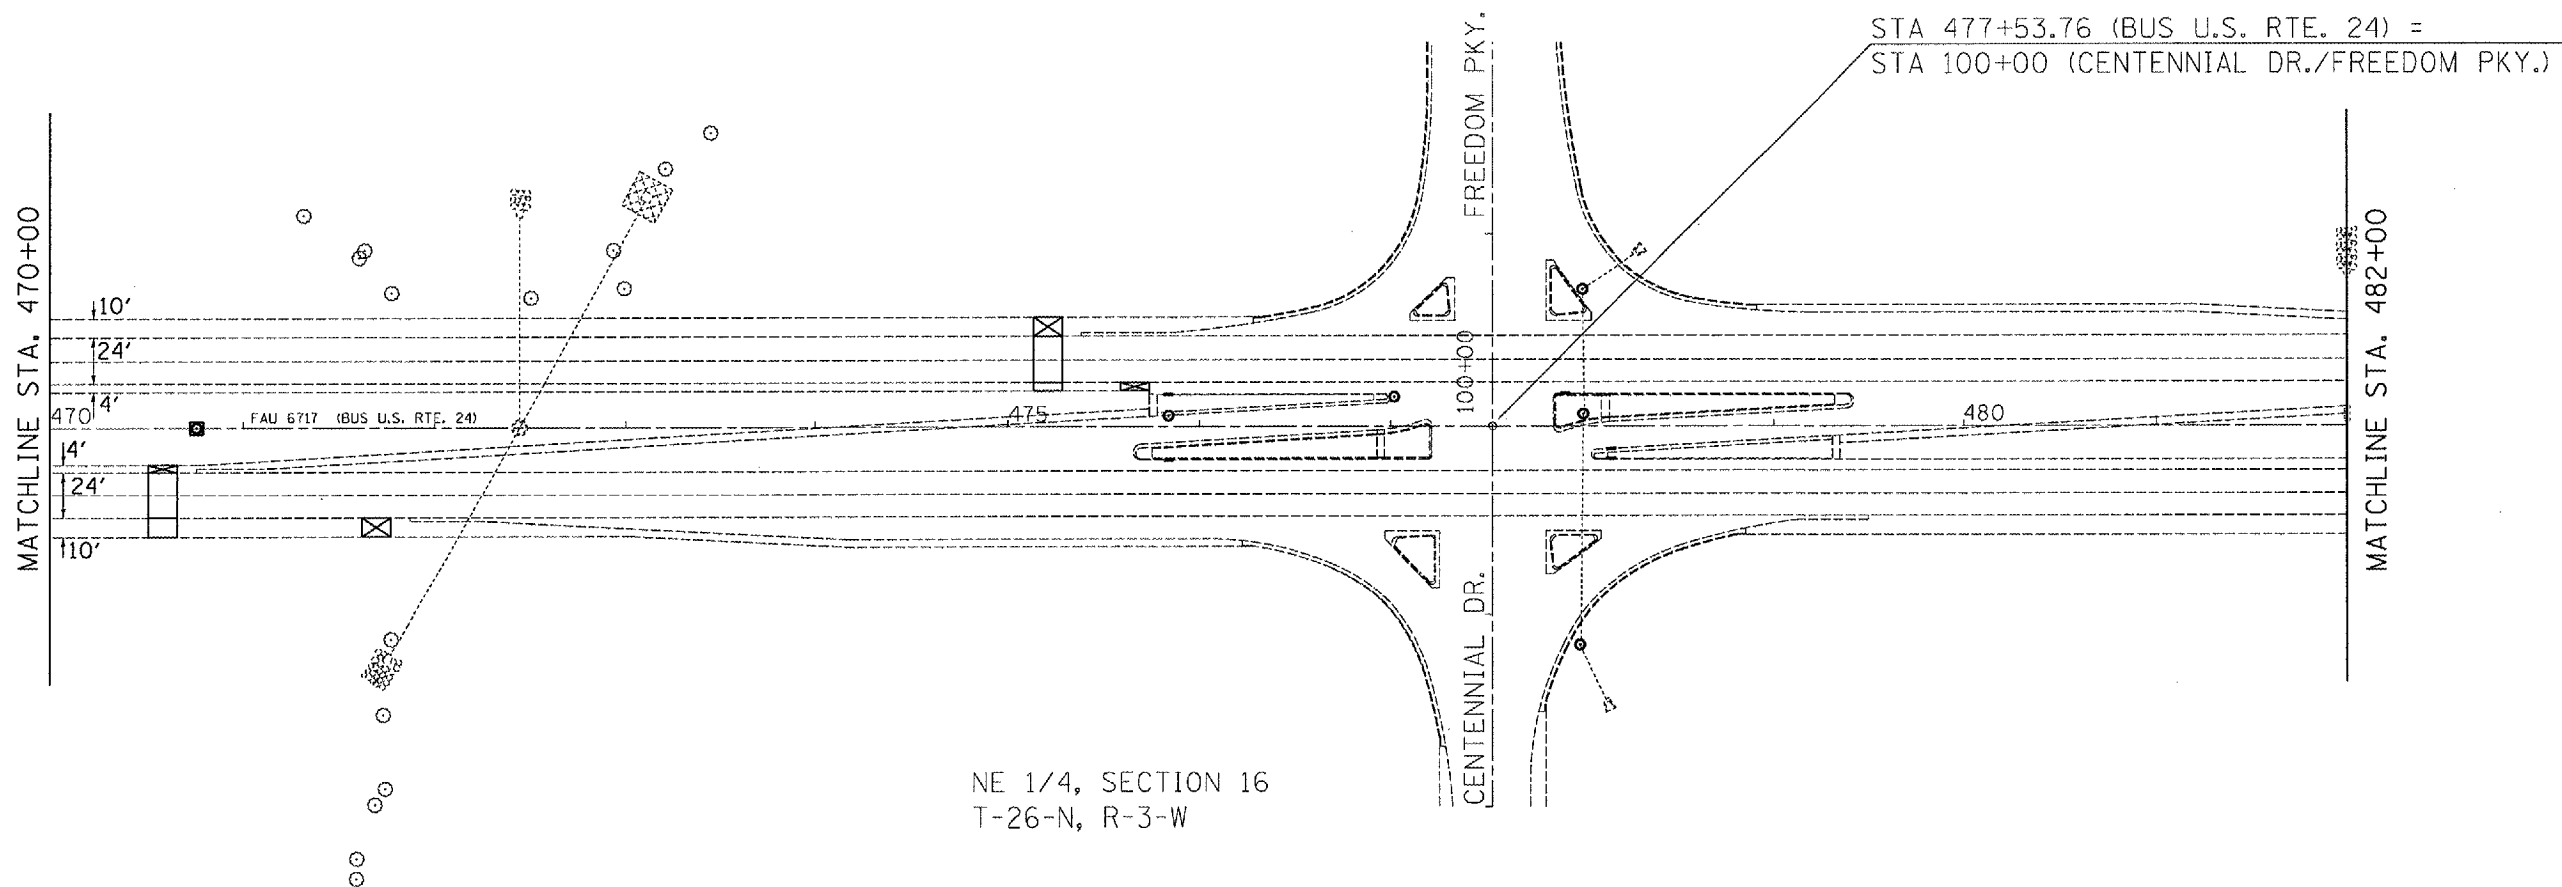 STA 477+53.76 (BUS U.S. RTE. 24) =
STA 100+00 (CENTENNIAL DR./FREEDOM PKY.)
FREEDOM PKY.
MATCHLINE STA. 470+00
MATCHLINE STA. 482+00
10'
24'
4'
470
FAU 6717 (BUS U.S. RTE. 24)
475
100+00
480
4'
24'
10'
CENTENNIAL DR.
NE 1/4, SECTION 16
T-26-N, R-3-W